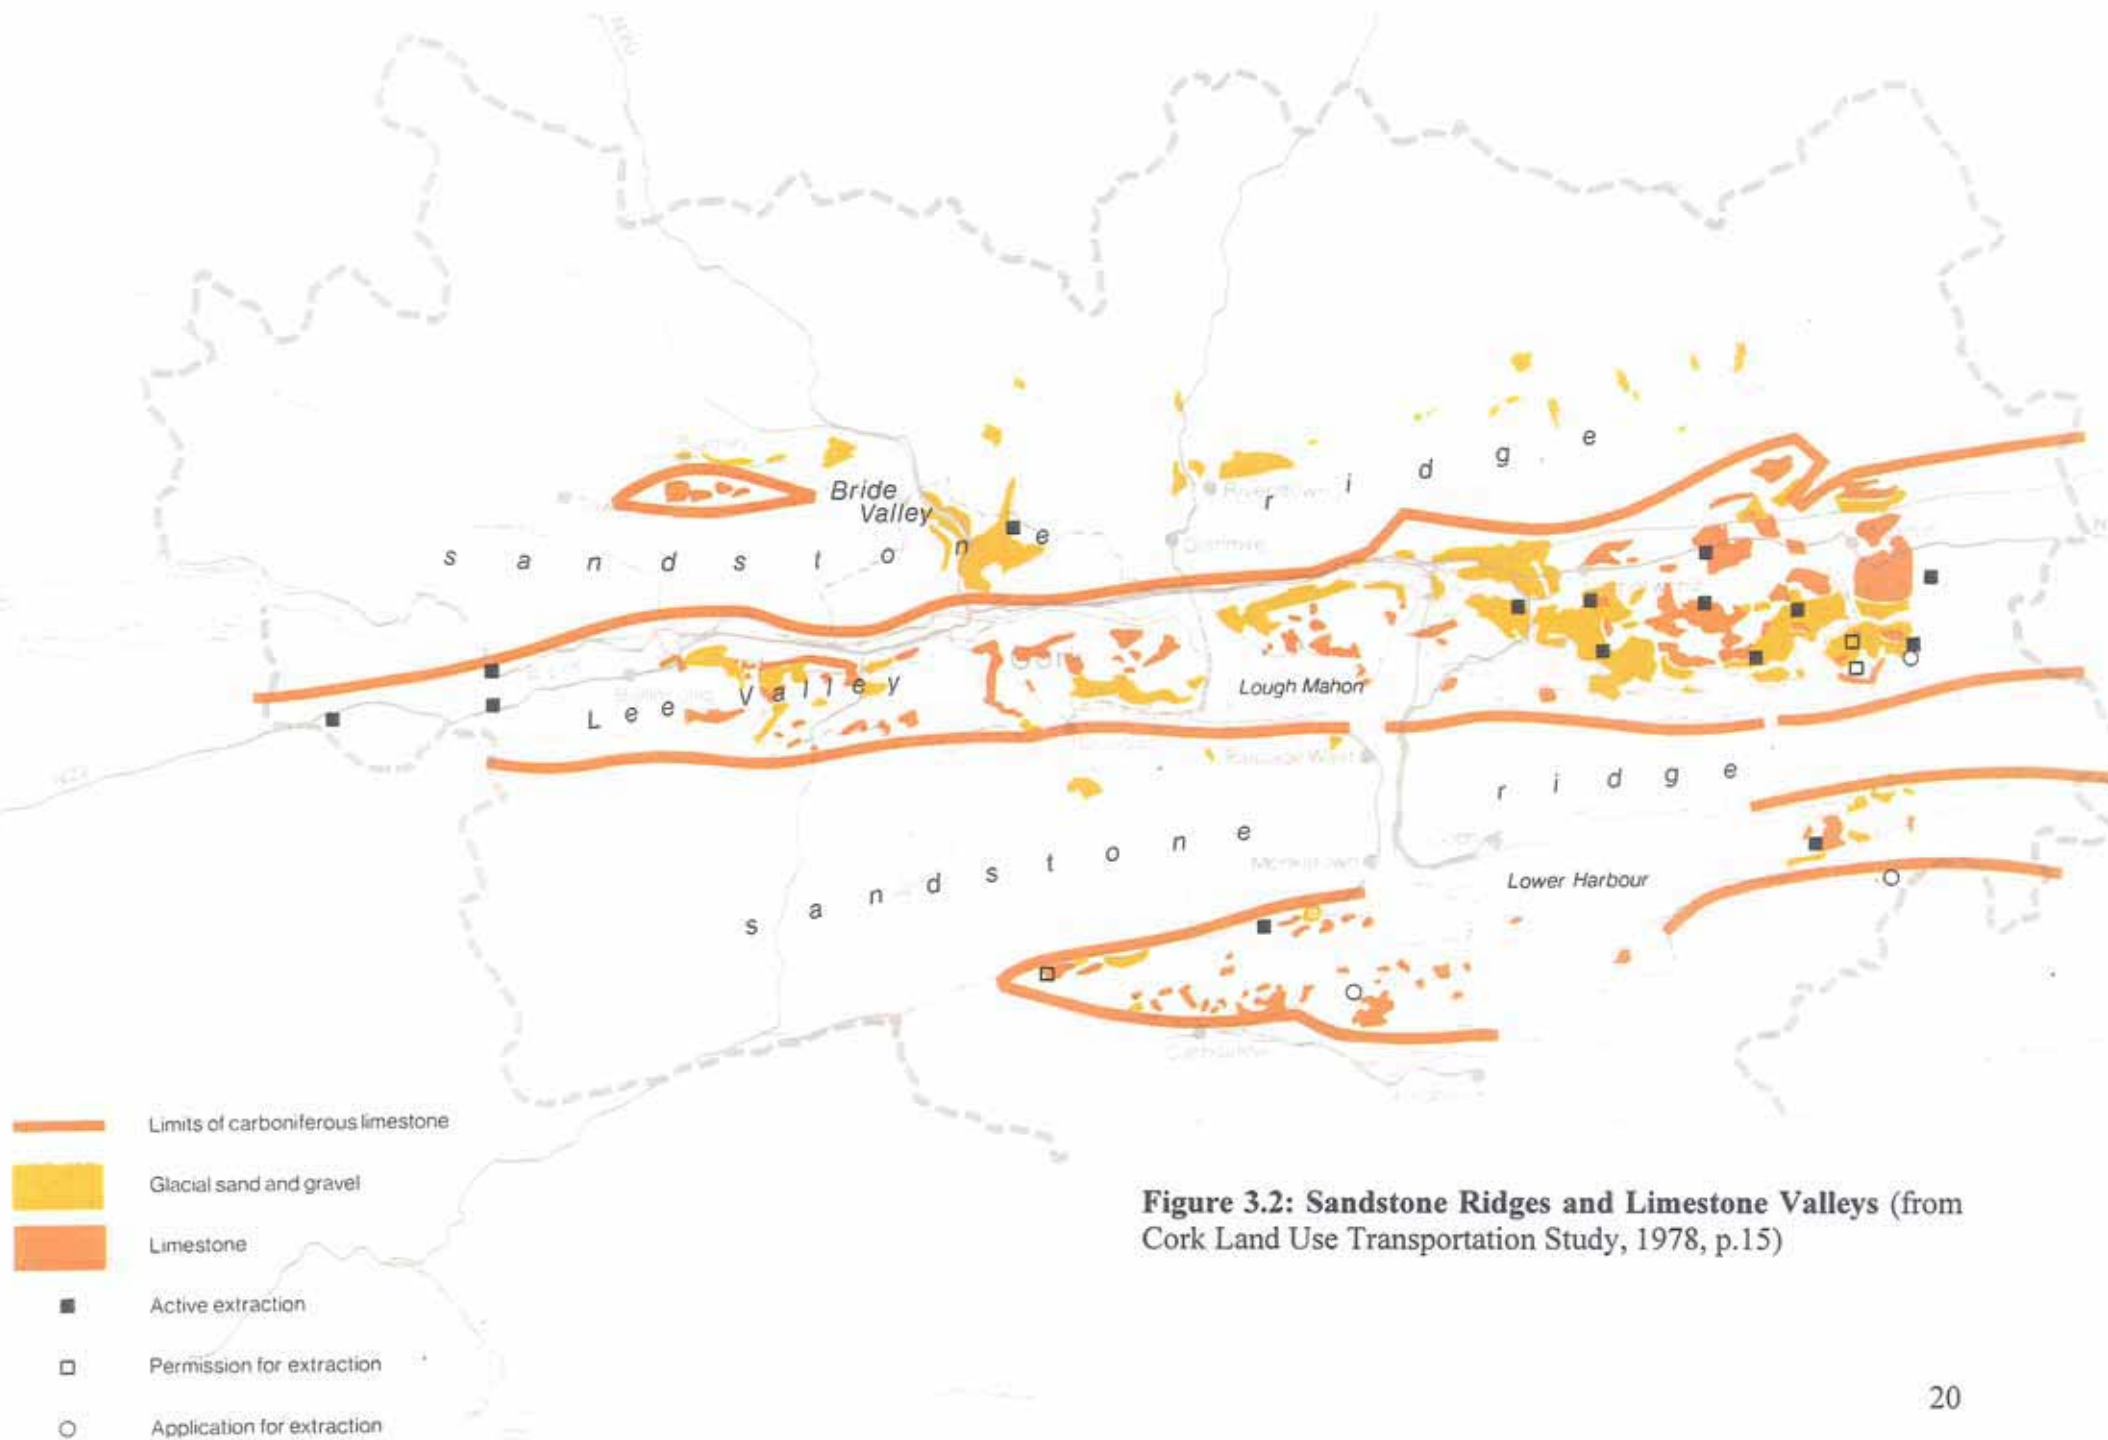 ridge
Bride
Valley
sandstone
Lough Mahon
Lee Valley
ridge
sandstone
Lower Harbour
Limits of carboniferous limestone
Glacial sand and gravel
Limestone
Active extraction
Permission for extraction
Application for extraction
Figure 3.2: Sandstone Ridges and Limestone Valleys (from
Cork Land Use Transportation Study, 1978, p.15)
20